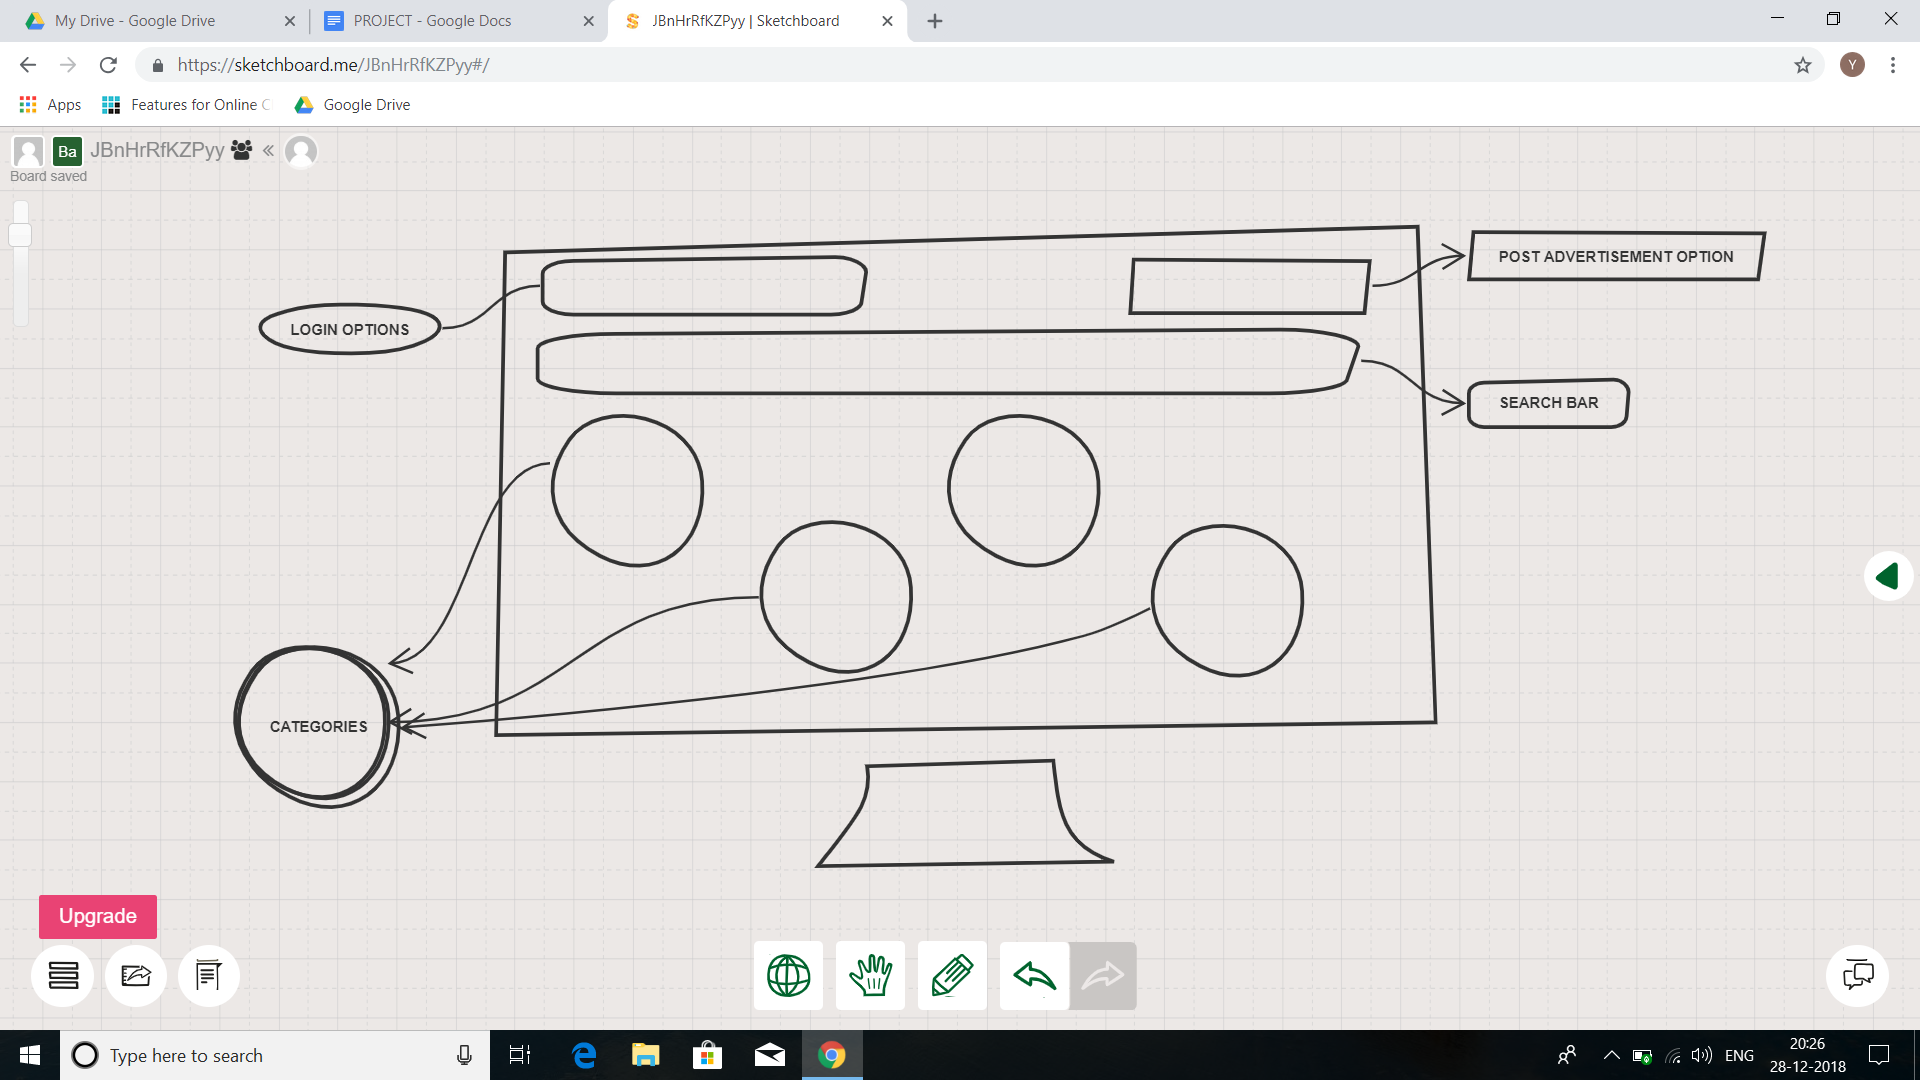 My Drive - Google Drive
PROJECT - Google Docs
JBnHrRfKZPyy | Sketchboard
https://sketchboard.me/JBnHrRfKZPyy#/
Y
Apps
Features for Online C
Google Drive
Ba
JBnHrRfKZPyy
Board saved
POST ADVERTISEMENT OPTION
LOGIN OPTIONS
SEARCH BAR
CATEGORIES
Upgrade
Type here to search
ENG
20:26
28-12-2018